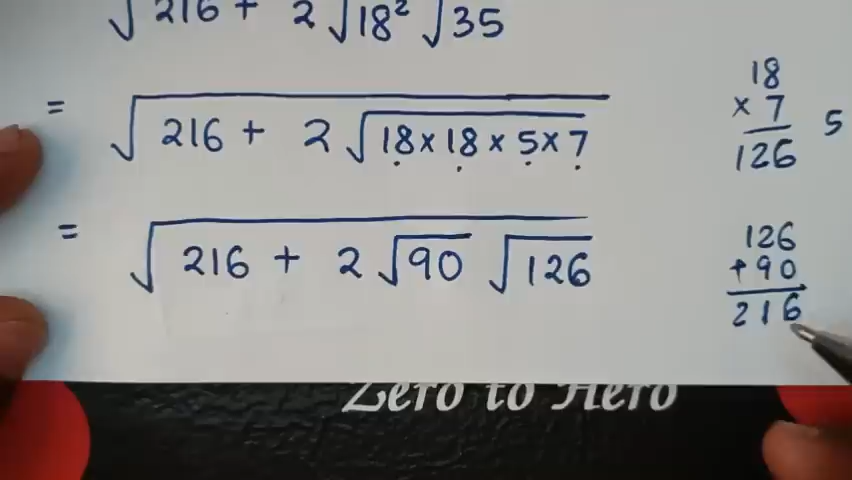 √216 + 2√18² √35
= √(216 + 2√(18×18×5×7))
= √(216 + 2√90 √126)
18
× 7
126
5
126
+90
216
Zero to Hero